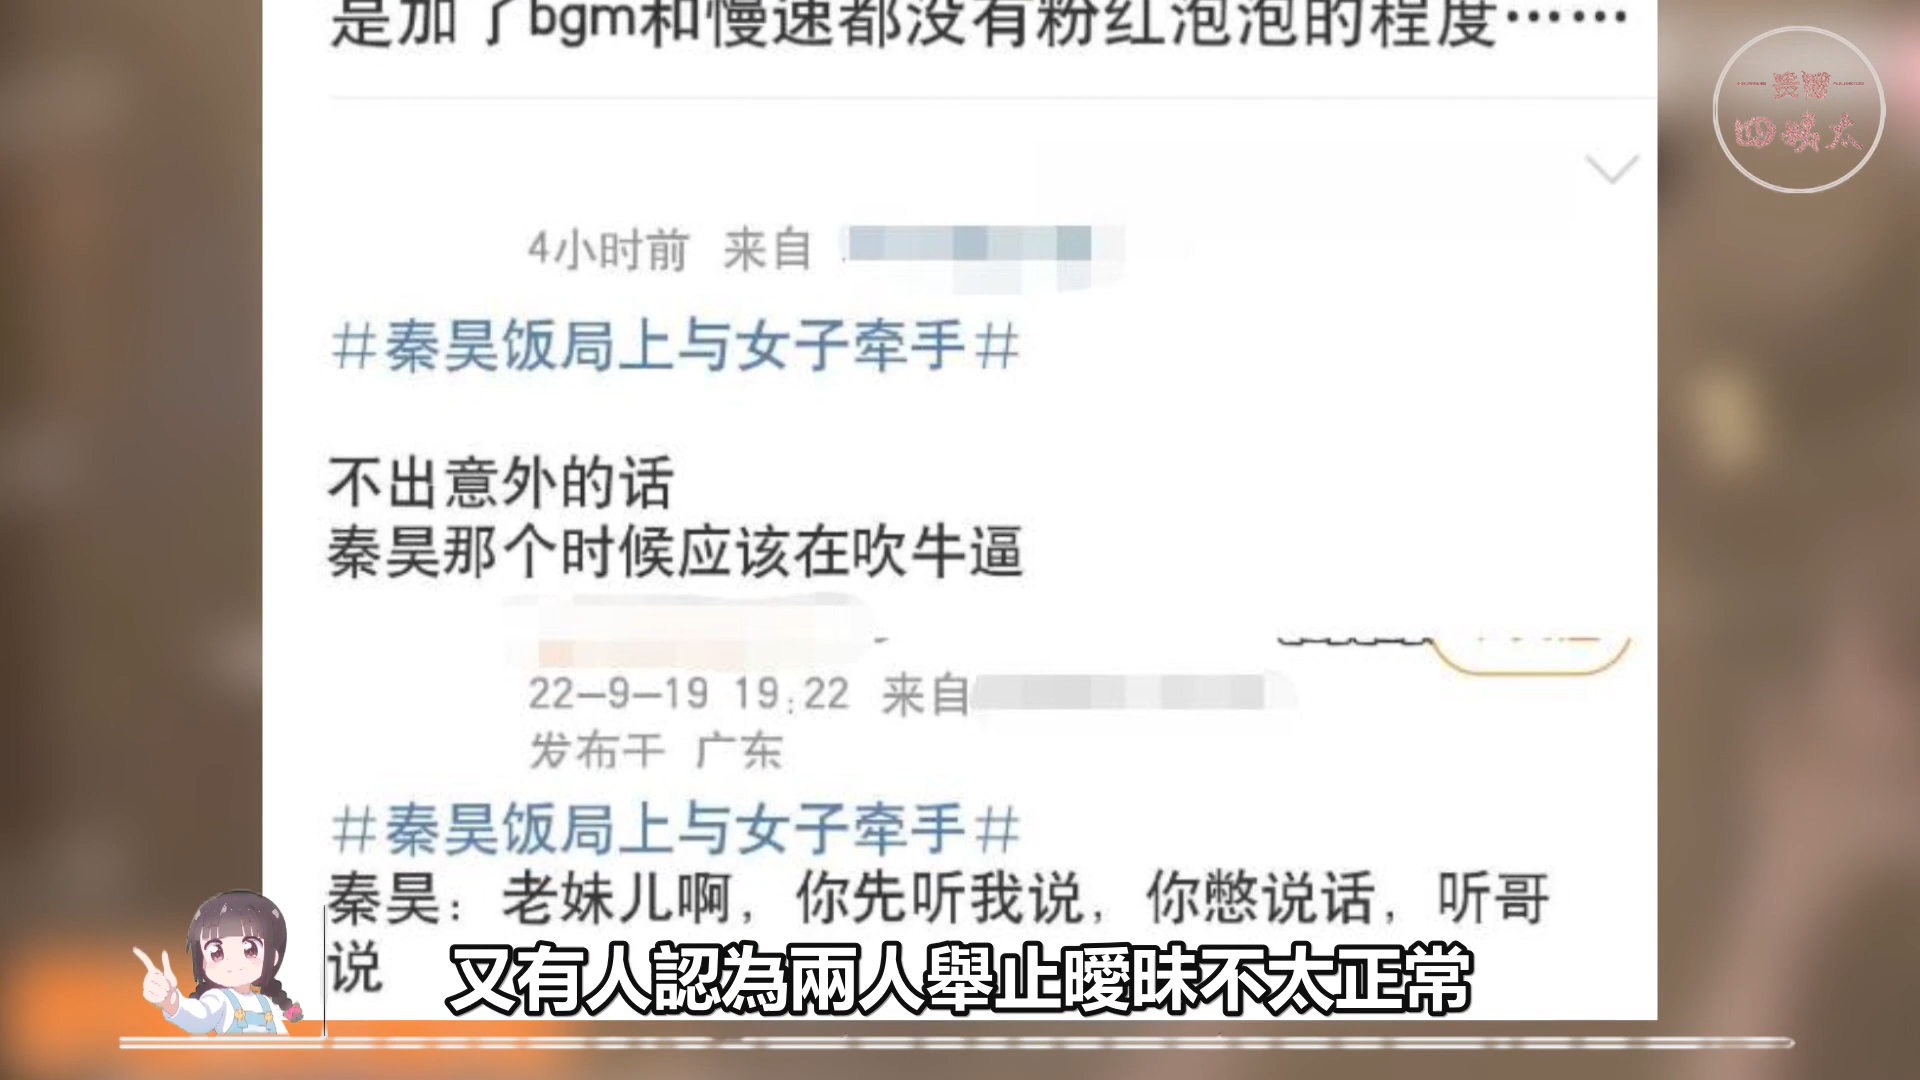 是加了bgm和慢速都没有粉红泡泡的程度……
4小时前 来自
#秦昊饭局上与女子牵手#
不出意外的话
秦昊那个时候应该在吹牛逼
22-9-19 19:22 来自
发布于 广东
#秦昊饭局上与女子牵手#
秦昊：老妹儿啊，你先听我说，你憋说话，听哥
说
又有人認為兩人舉止曖昧不太正常
四姨太